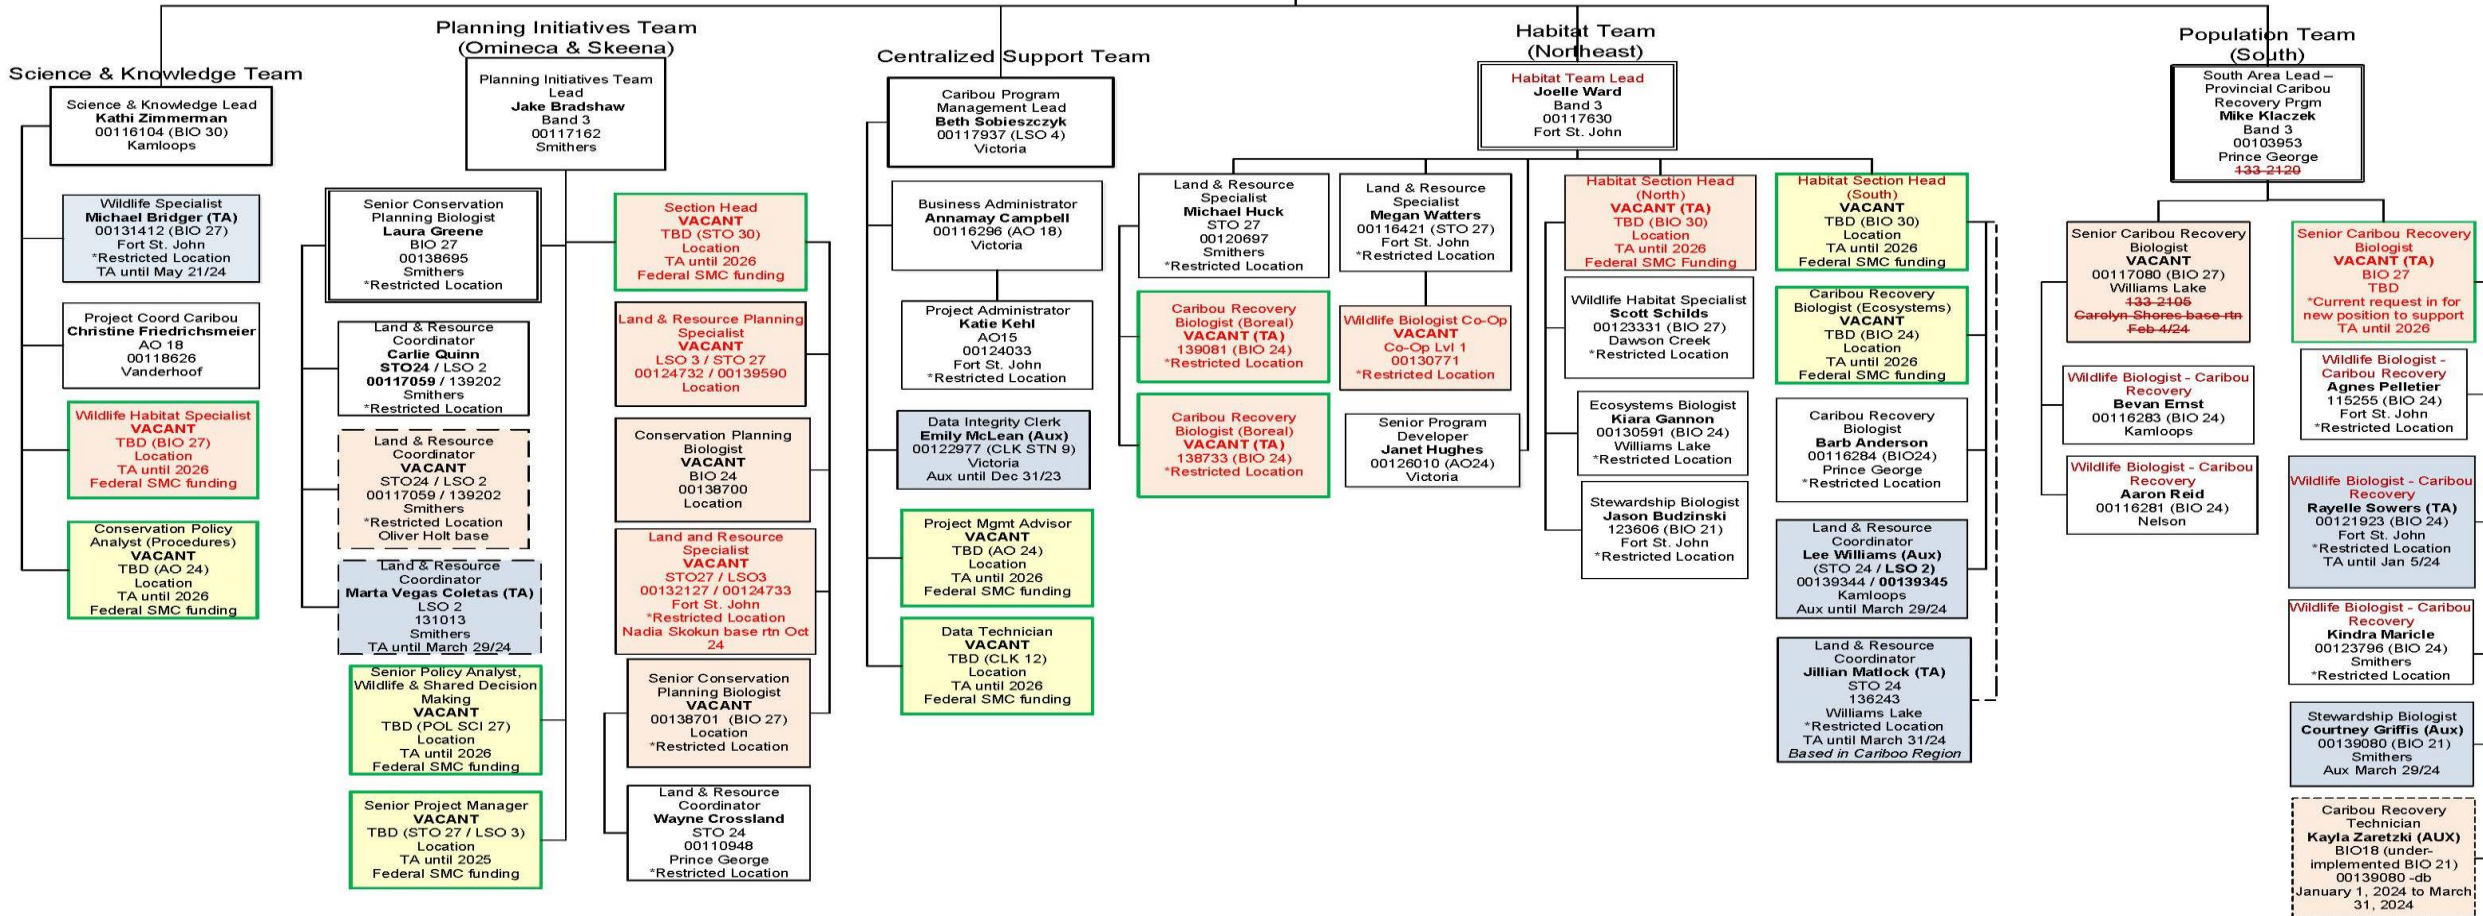 Science & Knowledge Team
Science & Knowledge Lead
Kathi Zimmerman
00116104 (BIO 30)
Kamloops
Wildlife Specialist
Michael Bridger (TA)
00131412 (BIO 27)
Fort St. John
*Restricted Location
TA until May 21/24
Project Coord Caribou
Christine Friedrichsmeier
AO 18
00118626
Vanderhoof
Wildlife Habitat Specialist
VACANT
TBD (BIO 27)
Location
TA until 2026
Federal SMC funding
Conservation Policy
Analyst (Procedures)
VACANT
TBD (AO 24)
Location
TA until 2026
Federal SMC funding
Planning Initiatives Team
(Omineca & Skeena)
Planning Initiatives Team
Lead
Jake Bradshaw
Band 3
00117162
Smithers
Senior Conservation
Planning Biologist
Laura Greene
BIO 27
00138695
Smithers
*Restricted Location
Land & Resource
Coordinator
Carlie Quinn
STO24 / LSO 2
00117059 / 139202
Smithers
*Restricted Location
Land & Resource
Coordinator
VACANT
STO24 / LSO 2
00117059 / 139202
Smithers
*Restricted Location
Oliver Holt base
Land & Resource
Coordinator
Marta Vegas Coletas (TA)
LSO 2
131013
Smithers
TA until March 29/24
Senior Policy Analyst,
Wildlife & Shared Decision
Making
VACANT
TBD (POL SCI 27)
Location
TA until 2026
Federal SMC funding
Senior Project Manager
VACANT
TBD (STO 27 / LSO 3)
Location
TA until 2025
Federal SMC funding
Section Head
VACANT
TBD (STO 30)
Location
TA until 2026
Federal SMC funding
Land & Resource Planning
Specialist
VACANT
LSO 3 / STO 27
00124732 / 00139590
Location
Conservation Planning
Biologist
VACANT
BIO 24
00138700
Location
Land and Resource
Specialist
VACANT
STO27 / LSO3
00132127 / 00124733
Fort St. John
*Restricted Location
Nadia Skokun base rtn Oct
24
Senior Conservation
Planning Biologist
VACANT
00138701 (BIO 27)
Location
*Restricted Location
Land & Resource
Coordinator
Wayne Crossland
STO 24
00110948
Prince George
*Restricted Location
Centralized Support Team
Caribou Program
Management Lead
Beth Sobieszczyk
00117937 (LSO 4)
Victoria
Business Administrator
Annamay Campbell
00116296 (AO 18)
Victoria
Project Administrator
Katie Kehl
AO15
00124033
Fort St. John
*Restricted Location
Data Integrity Clerk
Emily McLean (Aux)
00122977 (CLK STN 9)
Victoria
Aux until Dec 31/23
Project Mgmt Advisor
VACANT
TBD (AO 24)
Location
TA until 2026
Federal SMC funding
Data Technician
VACANT
TBD (CLK 12)
Location
TA until 2026
Federal SMC funding
Habitat Team
(Northeast)
Habitat Team Lead
Joelle Ward
Band 3
00117630
Fort St. John
Land & Resource
Specialist
Michael Huck
STO 27
00120697
Smithers
*Restricted Location
Caribou Recovery
Biologist (Boreal)
VACANT (TA)
139081 (BIO 24)
*Restricted Location
Caribou Recovery
Biologist (Boreal)
VACANT (TA)
138733 (BIO 24)
*Restricted Location
Land & Resource
Specialist
Megan Watters
00116421 (STO 27)
Fort St. John
*Restricted Location
Wildlife Biologist Co-Op
VACANT
Co-Op Lvl 1
00130771
*Restricted Location
Senior Program
Developer
Janet Hughes
00126010 (AO24)
Victoria
Habitat Section Head
(North)
VACANT (TA)
TBD (BIO 30)
Location
TA until 2026
Federal SMC Funding
Wildlife Habitat Specialist
Scott Schilds
00123331 (BIO 27)
Dawson Creek
*Restricted Location
Ecosystems Biologist
Kiara Gannon
00130591 (BIO 24)
Williams Lake
*Restricted Location
Stewardship Biologist
Jason Budzinski
123606 (BIO 21)
Fort St. John
*Restricted Location
Habitat Section Head
(South)
VACANT
TBD (BIO 30)
Location
TA until 2026
Federal SMC funding
Caribou Recovery
Biologist (Ecosystems)
VACANT
TBD (BIO 24)
Location
TA until 2026
Federal SMC funding
Caribou Recovery
Biologist
Barb Anderson
00116284 (BIO24)
Prince George
*Restricted Location
Land & Resource
Coordinator
Lee Williams (Aux)
(STO 24 / LSO 2)
00139344 / 00139345
Kamloops
Aux until March 29/24
Land & Resource
Coordinator
Jillian Matlock (TA)
STO 24
136243
Williams Lake
*Restricted Location
TA until March 31/24
Based in Cariboo Region
Population Team
(South)
South Area Lead –
Provincial Caribou
Recovery Prgm
Mike Klaczek
Band 3
00103953
Prince George
133-2120
Senior Caribou Recovery
Biologist
VACANT
00117080 (BIO 27)
Williams Lake
133-2105
Carolyn Shores base rtn
Feb 4/24
Wildlife Biologist - Caribou
Recovery
Bevan Ernst
00116283 (BIO 24)
Kamloops
Wildlife Biologist - Caribou
Recovery
Aaron Reid
00116281 (BIO 24)
Nelson
Senior Caribou Recovery
Biologist
VACANT (TA)
BIO 27
TBD
*Current request in for
new position to support
TA until 2026
Wildlife Biologist -
Caribou Recovery
Agnes Pelletier
115255 (BIO 24)
Fort St. John
*Restricted Location
Wildlife Biologist - Caribou
Recovery
Rayelle Sowers (TA)
00121923 (BIO 24)
Fort St. John
*Restricted Location
TA until Jan 5/24
Wildlife Biologist - Caribou
Recovery
Kindra Maricle
00123796 (BIO 24)
Smithers
*Restricted Location
Stewardship Biologist
Courtney Griffis (Aux)
00139080 (BIO 21)
Smithers
Aux March 29/24
Caribou Recovery
Technician
Kayla Zaretzki (AUX)
BIO18 (under-
implemented BIO 21)
00139080 -db
January 1, 2024 to March
31, 2024